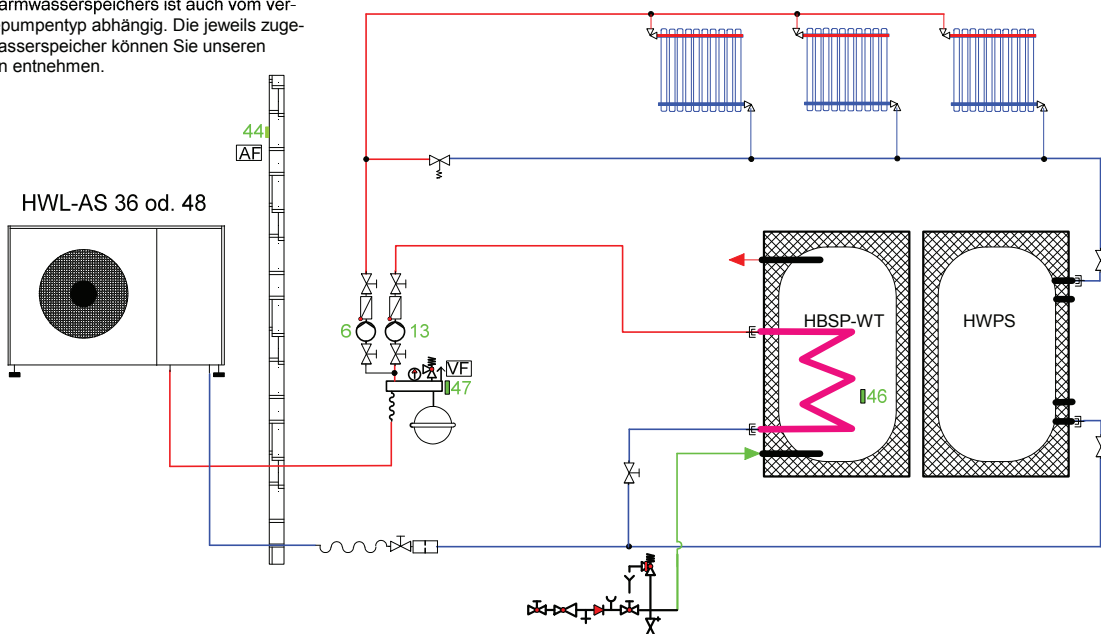 armwasserspeichers ist auch vom ver-
pumpentyp abhängig. Die jeweils zuge-
wasserspeicher können Sie unseren
n entnehmen.
44
AF
HWL-AS 36 od. 48
6
13
VF
47
HBSP-WT
HWPS
46